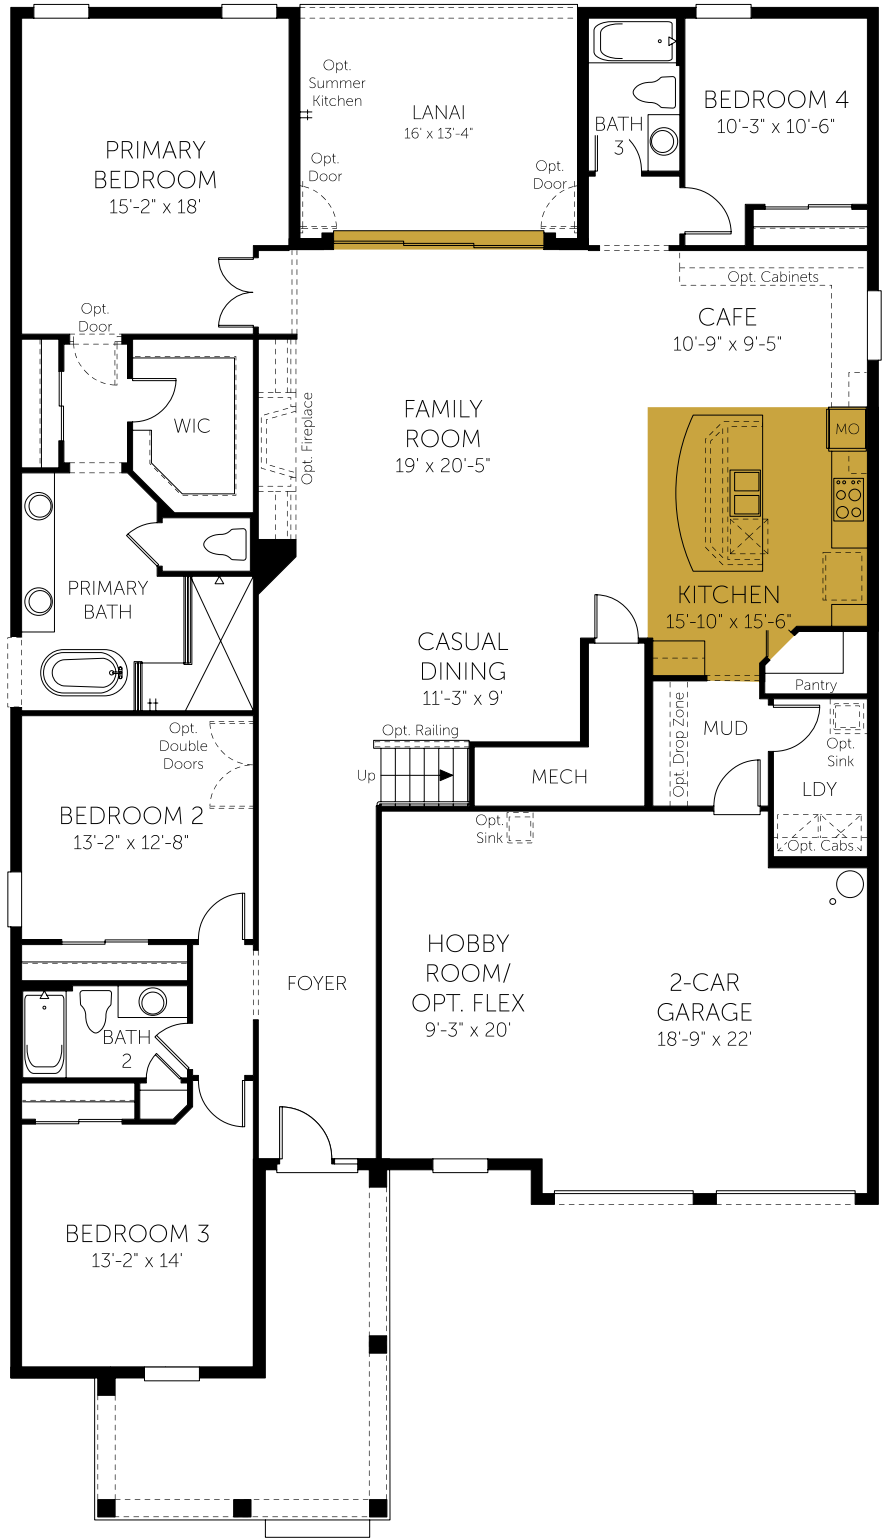 Opt.
Summer
Kitchen
LANAI
16' x 13'-4"
Opt.
Door
Opt.
Door
BATH
3
BEDROOM 4
10'-3" x 10'-6"
PRIMARY
BEDROOM
15'-2" x 18'
Opt. Cabinets
CAFE
10'-9" x 9'-5"
Opt.
Door
WIC
Opt. Fireplace
FAMILY
ROOM
19' x 20'-5"
MO
KITCHEN
15'-10" x 15'-6"
PRIMARY
BATH
CASUAL
DINING
11'-3" x 9'
Pantry
Opt. Railing
Up
MECH
Opt. Drop Zone
MUD
Opt.
Sink
LDY
Opt. Cabs.
Opt.
Double
Doors
BEDROOM 2
13'-2" x 12'-8"
Opt.
Sink
HOBBY
ROOM/
OPT. FLEX
9'-3" x 20'
2-CAR
GARAGE
18'-9" x 22'
FOYER
BATH
2
BEDROOM 3
13'-2" x 14'